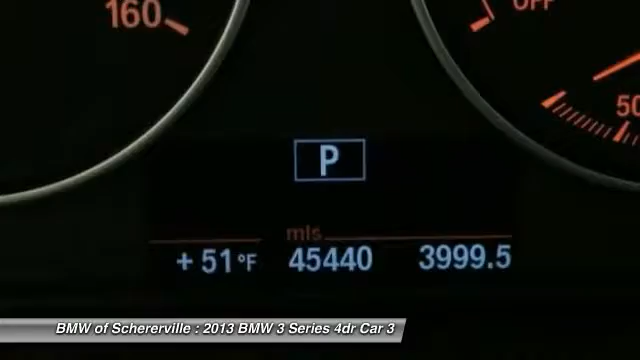 160
OFF
50
P
mls
+ 51°F 45440 3999.5
BMW of Schererville : 2013 BMW 3 Series 4dr Car 3